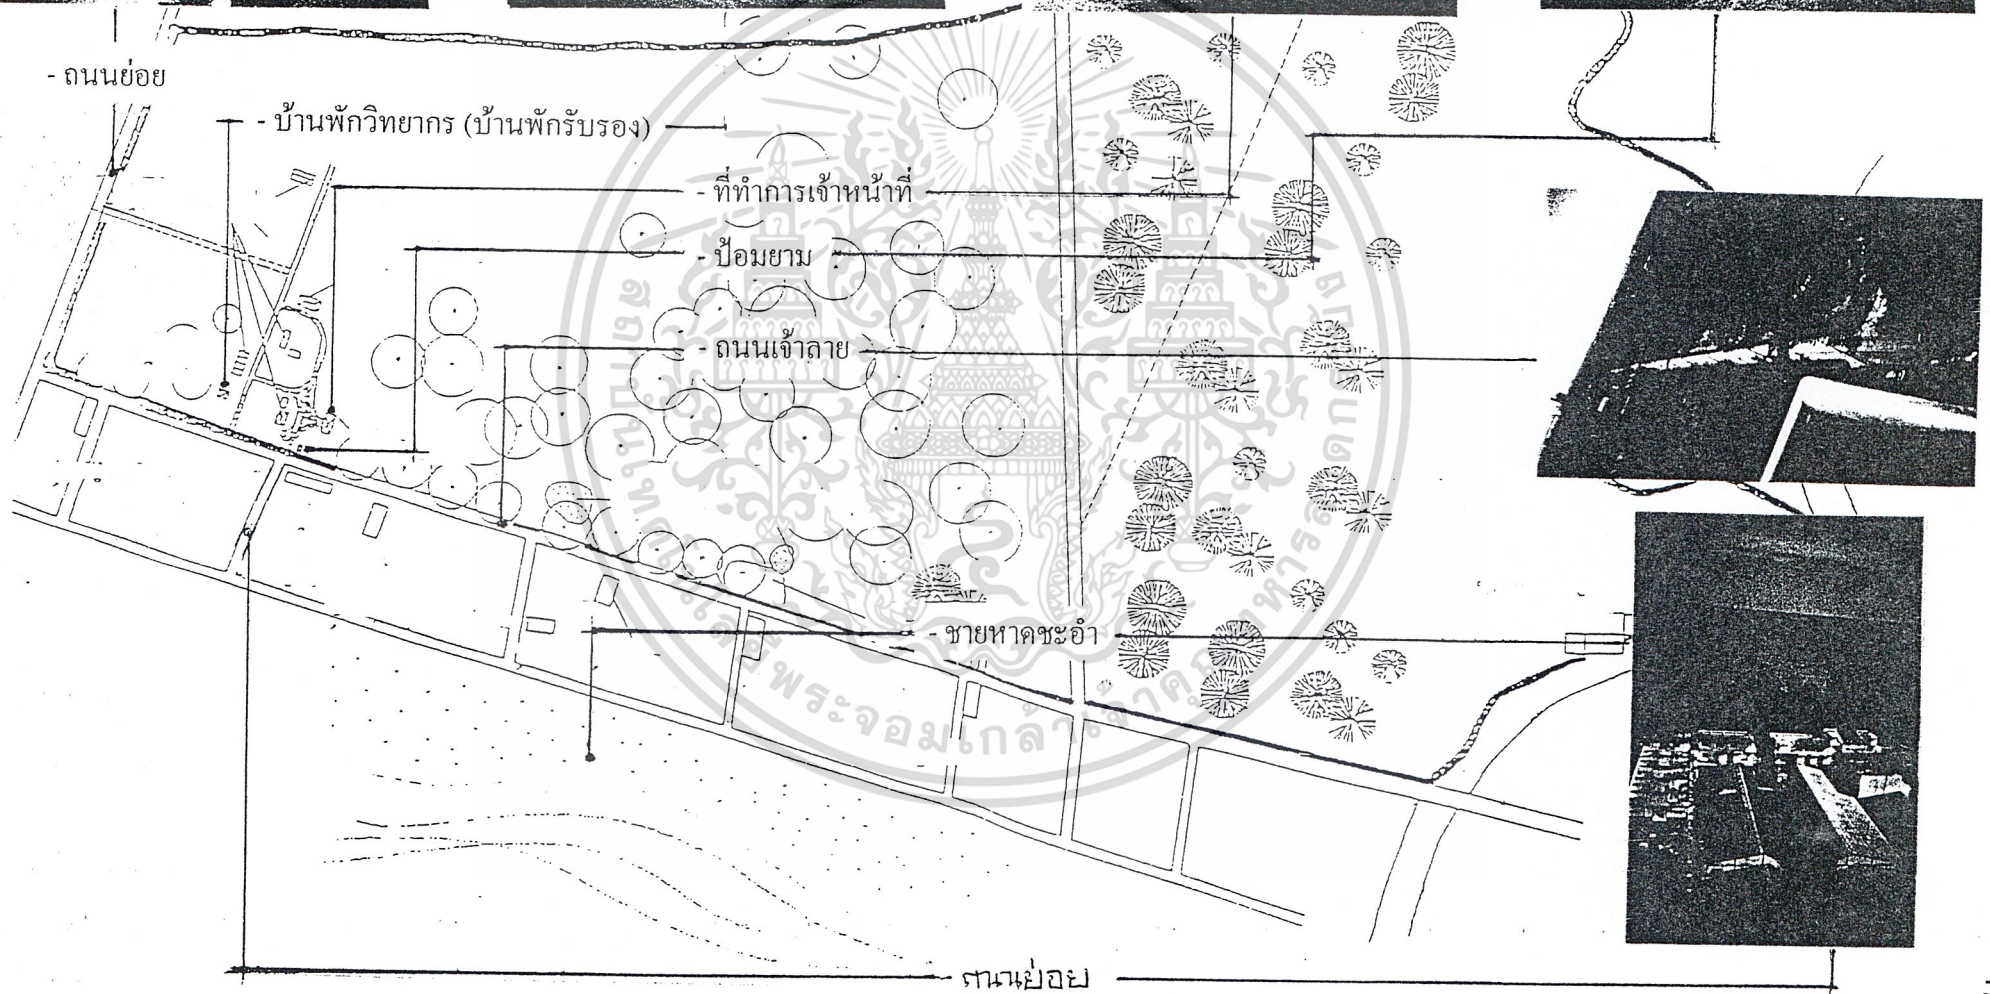 - ถนนย่อย
- บ้านพักวิทยากร (บ้านพักรับรอง)
- ที่ทำการเจ้าหน้าที่
- ป้อมยาม
- ถนนเจ้าลาย
- ชายหาดชะอำ
ถนนย่อย